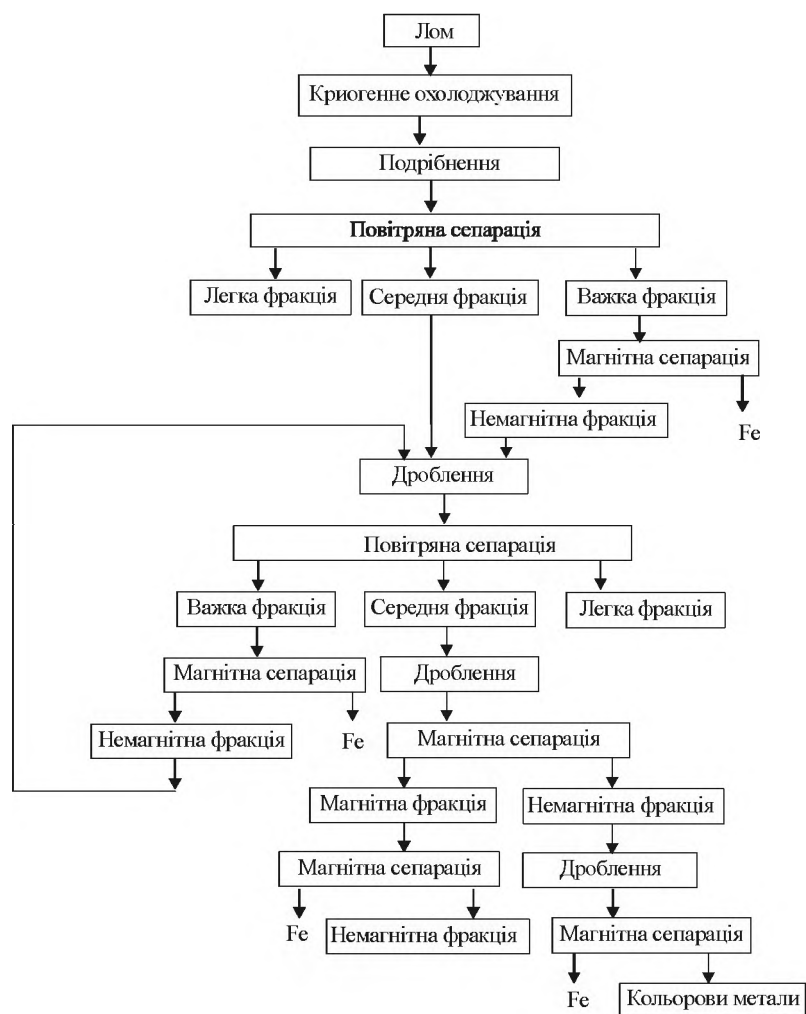 Лом
Криогенне охолоджування
Подрібнення
Повітряна сепарація
Легка фракція
Середня фракція
Важка фракція
Магнітна сепарація
Немагнітна фракція
Fe
Дроблення
Повітряна сепарація
Важка фракція
Середня фракція
Легка фракція
Магнітна сепарація
Дроблення
Немагнітна фракція
Fe
Магнітна сепарація
Магнітна фракція
Немагнітна фракція
Магнітна сепарація
Дроблення
Fe
Немагнітна фракція
Магнітна сепарація
Fe
Кольорови метали